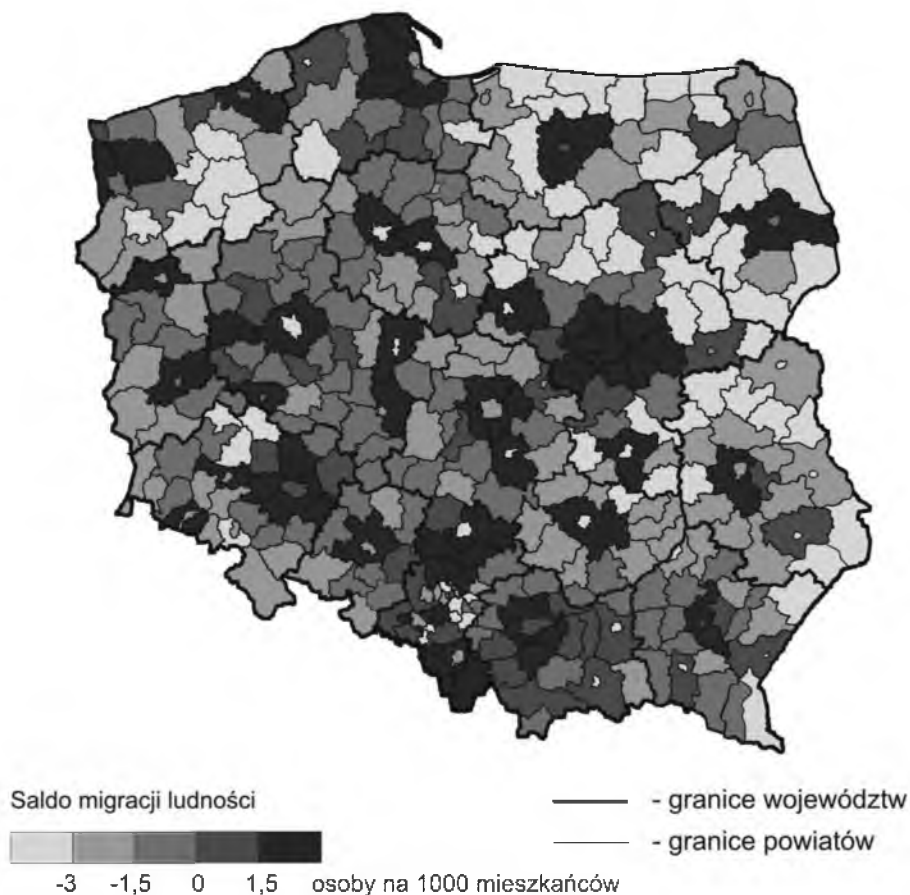 Saldo migracji ludności
-3 -1,5 0 1,5 osoby na 1000 mieszkańców
- granice województw
- granice powiatów